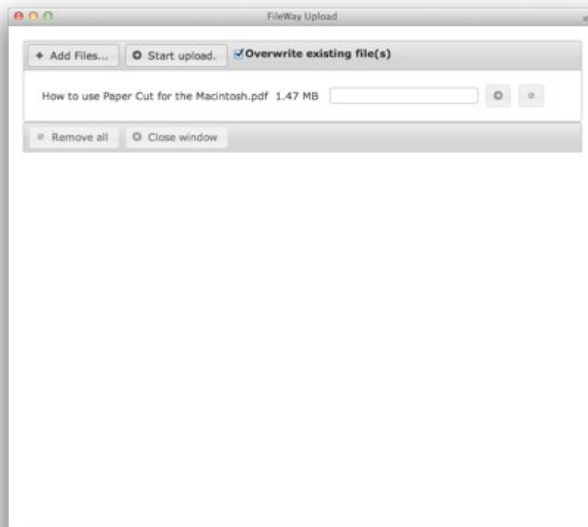 FileWay Upload
Add Files... Start upload. Overwrite existing file(s)
How to use Paper Cut for the Macintosh.pdf 1.47 MB
Remove all Close window